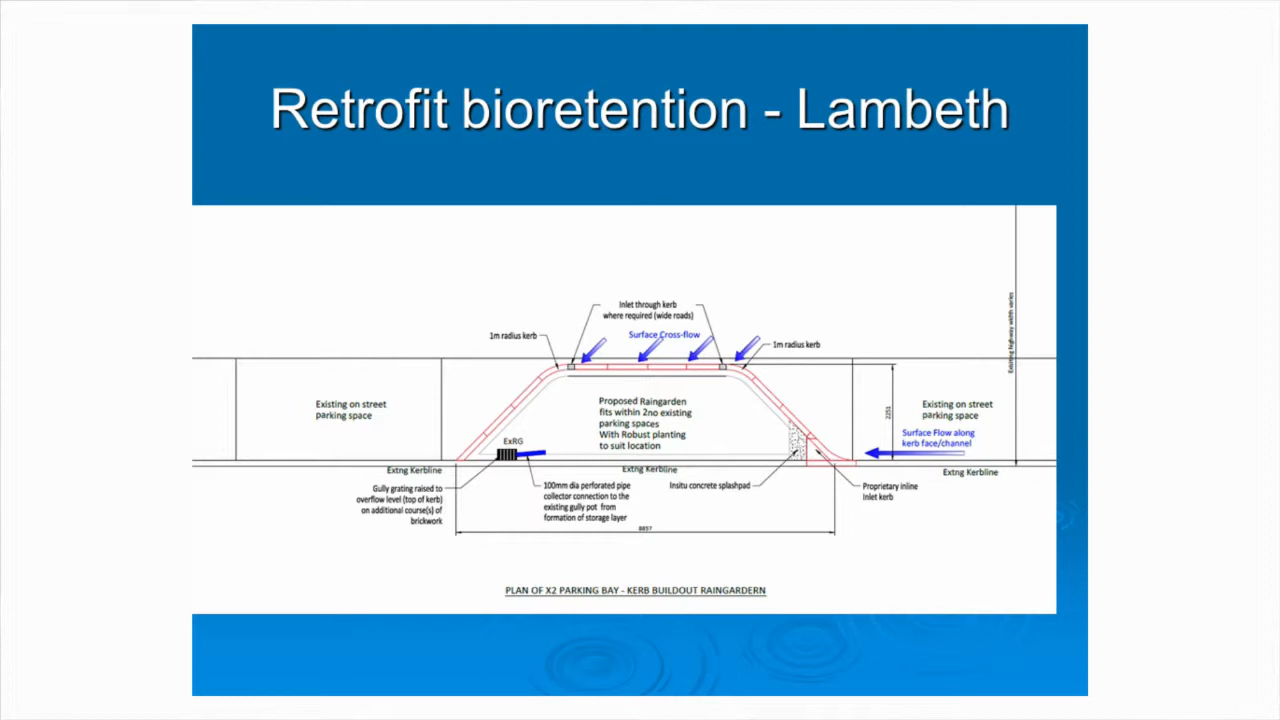 Retrofit bioretention - Lambeth
Inlet through kerb
where required (wide roads)
1m radius kerb
Surface Cross-flow
1m radius kerb
Existing highway width varies
Existing on street
parking space
Proposed Raingarden
fits within 2no existing
parking spaces
With Robust planting
to suit location
2251
Existing on street
parking space
Surface Flow along
kerb face/channel
ExRG
Extng Kerbline
Extng Kerbline
Extng Kerbline
Gully grating raised to
overflow level (top of kerb)
on additional course(s) of
brickwork
100mm dia perforated pipe
collector connection to the
existing gully pot from
formation of storage layer
Insitu concrete splashpad
Proprietary inline
Inlet kerb
8857
PLAN OF X2 PARKING BAY - KERB BUILDOUT RAINGARDERN